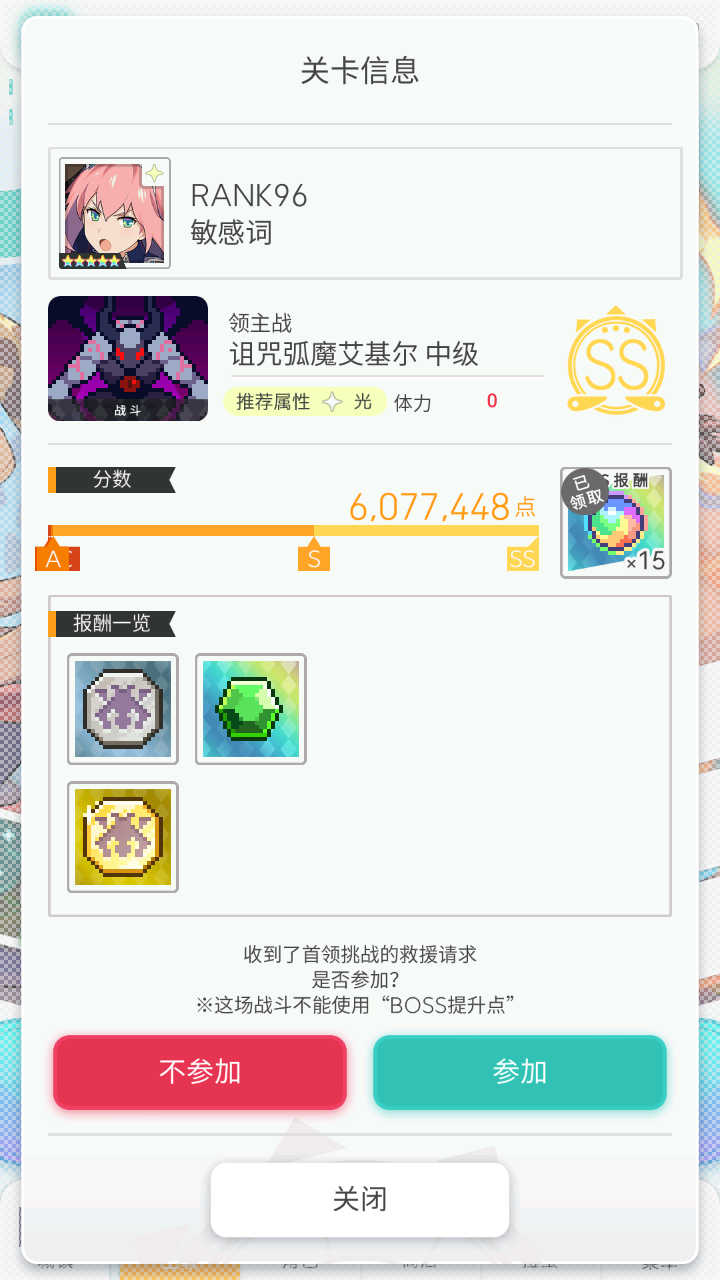 关卡信息
RANK96
敏感词
领主战
诅咒弧魔艾基尔 中级
SS
战斗
推荐属性 光 体力 0
分数
6,077,448点
A
S
SS
报酬
已
领取
×15
报酬一览
收到了首领挑战的救援请求
是否参加？
※这场战斗不能使用“BOSS提升点”
不参加
参加
关闭